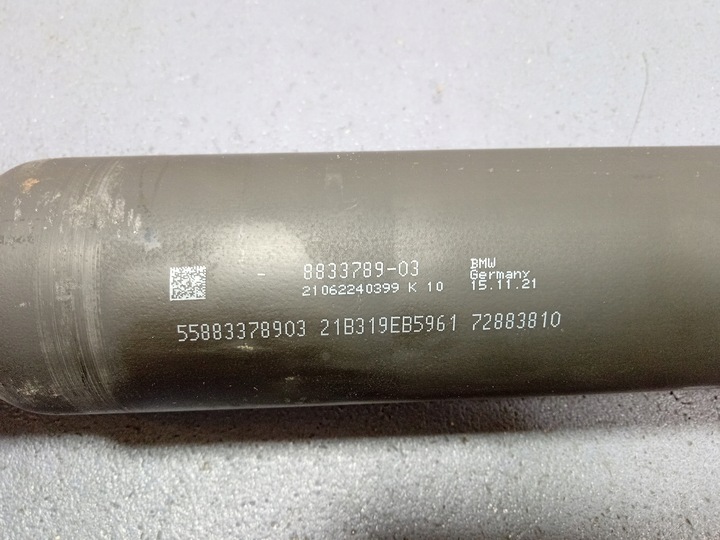 - 8833789-03
21062240399 K 10
BMW
Germany
15.11.21
55883378903 21B319EB5961 72883810